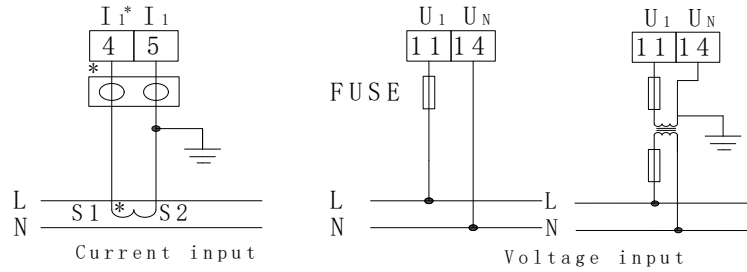 I₁* I₁
4 5
*
L
S1 * S2
N
Current input
U₁ UN
11 14
FUSE
L
N
U₁ UN
11 14
L
N
Voltage input